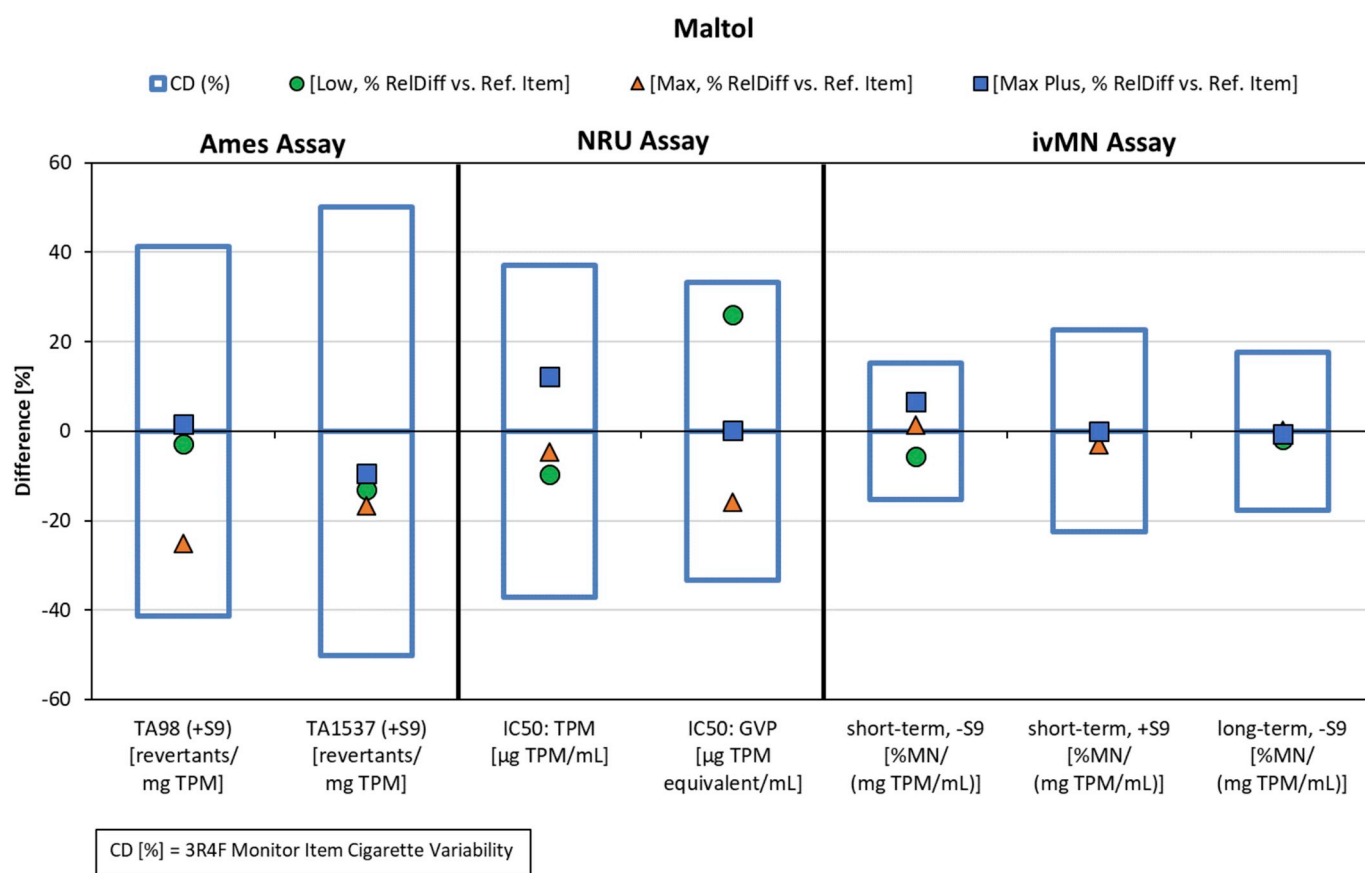 Maltol
CD (%) [Low, % RelDiff vs. Ref. Item] [Max, % RelDiff vs. Ref. Item] [Max Plus, % RelDiff vs. Ref. Item]
Ames Assay NRU Assay ivMN Assay
Difference [%]
60
40
20
0
-20
-40
-60
TA98 (+S9)
[revertants/
mg TPM]
TA1537 (+S9)
[revertants/
mg TPM]
IC50: TPM
[µg TPM/mL]
IC50: GVP
[µg TPM
equivalent/mL]
short-term, -S9
[%MN/
(mg TPM/mL)]
short-term, +S9
[%MN/
(mg TPM/mL)]
long-term, -S9
[%MN/
(mg TPM/mL)]
CD [%] = 3R4F Monitor Item Cigarette Variability